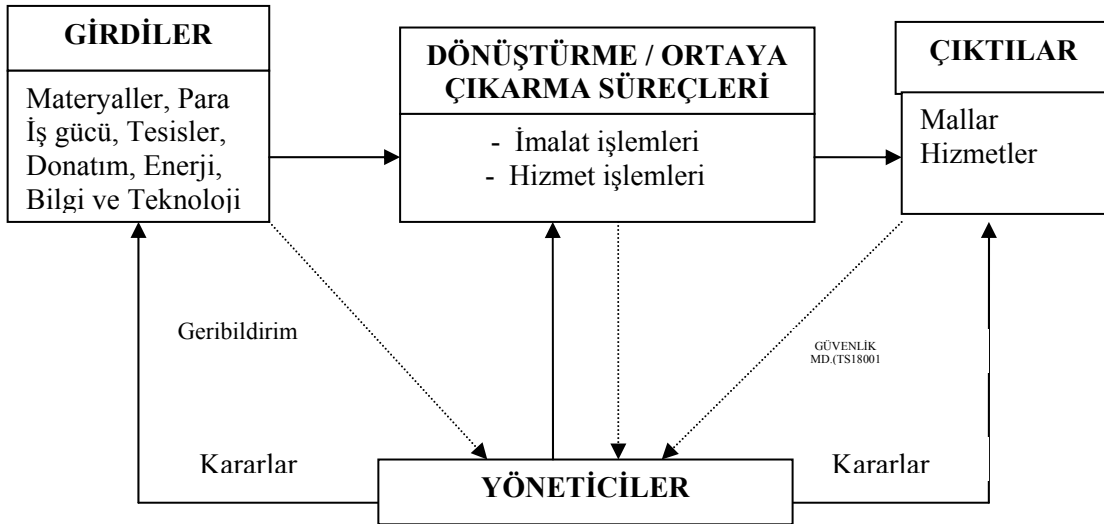 GİRDİLER
Materyaller, Para
İş gücü, Tesisler,
Donatım, Enerji,
Bilgi ve Teknoloji
DÖNÜŞTÜRME / ORTAYA
ÇIKARMA SÜREÇLERİ
- İmalat işlemleri
- Hizmet işlemleri
ÇIKTILAR
Mallar
Hizmetler
Geribildirim
GÜVENLİK
MD.(TS18001
Kararlar
YÖNETİCİLER
Kararlar